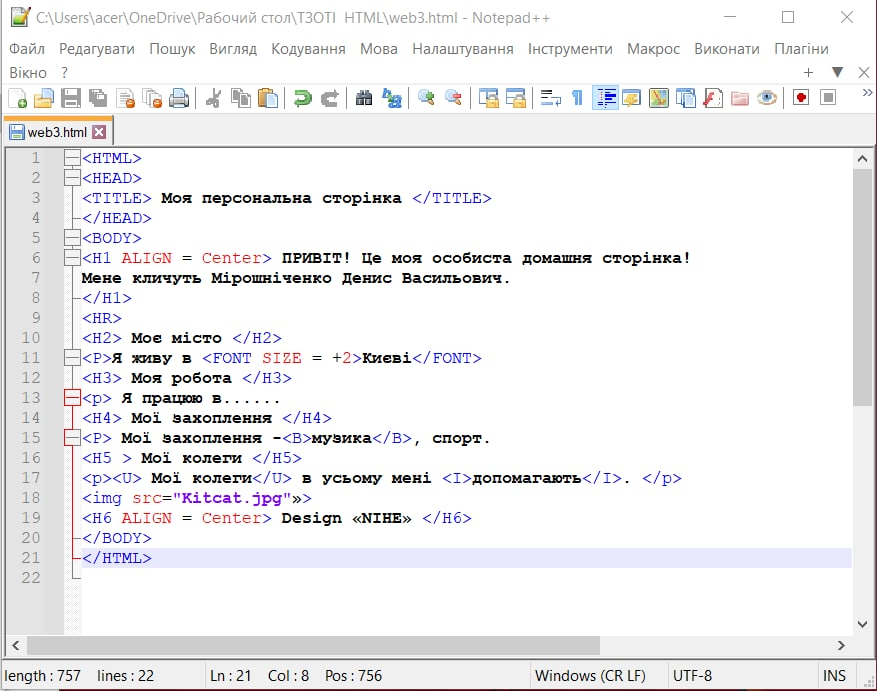 C:\Users\acer\OneDrive\Рабочий стол\ТЗОТІ HTML\web3.html - Notepad++
Файл Редагувати Пошук Вигляд Кодування Мова Налаштування Інструменти Макрос Виконати Плагіни
Вікно ?
web3.html
1 <HTML>
2 <HEAD>
3 <TITLE> Моя персональна сторінка </TITLE>
4 </HEAD>
5 <BODY>
6 <H1 ALIGN = Center> ПРИВІТ! Це моя особиста домашня сторінка!
7 Мене кличуть Мірошніченко Денис Васильович.
8 </H1>
9 <HR>
10 <H2> Моє місто </H2>
11 <P>Я живу в <FONT SIZE = +2>Києві</FONT>
12 <H3> Моя робота </H3>
13 <p> Я працюю в......
14 <H4> Мої захоплення </H4>
15 <P> Мої захоплення -<B>музика</B>, спорт.
16 <H5 > Мої колеги </H5>
17 <p><U> Мої колеги</U> в усьому мені <I>допомагають</I>. </p>
18 <img src="Kitcat.jpg"»>
19 <H6 ALIGN = Center> Design «NIHE» </H6>
20 </BODY>
21 </HTML>
22
length : 757 lines : 22 Ln : 21 Col : 8 Pos : 756 Windows (CR LF) UTF-8 INS